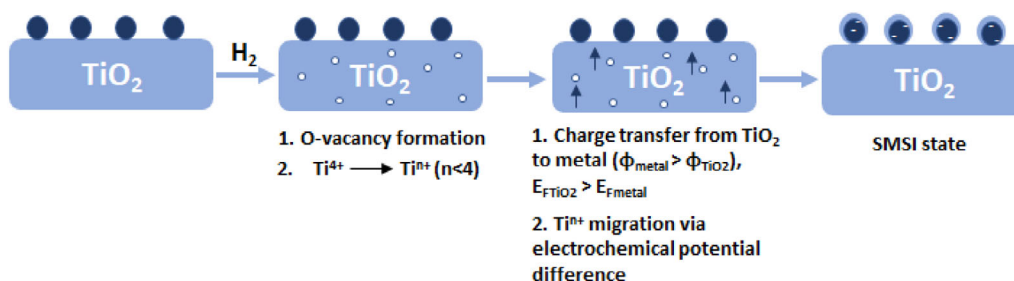 TiO₂
H₂
TiO₂
1. O-vacancy formation
2. Ti⁴⁺ ⟶ Tiⁿ⁺ (n<4)
TiO₂
1. Charge transfer from TiO₂
to metal (ϕmetal > ϕTiO2),
EFTiO2 > EFmetal
2. Tiⁿ⁺ migration via
electrochemical potential
difference
TiO₂
SMSI state